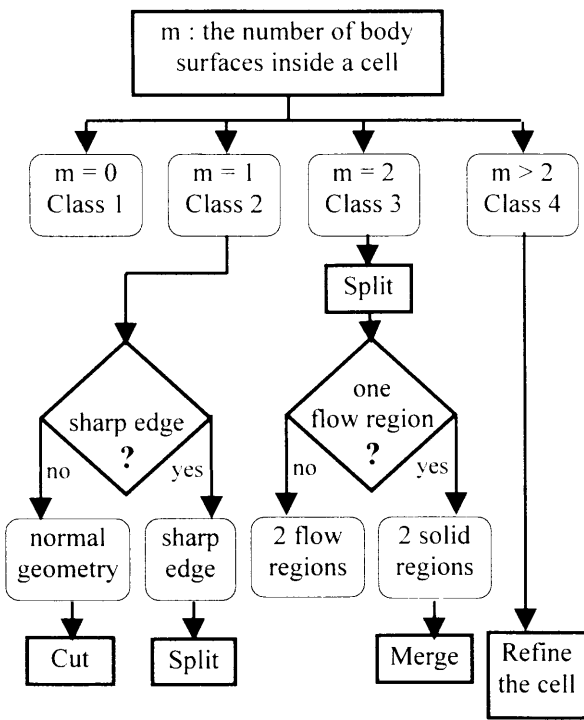 m : the number of body
surfaces inside a cell
m = 0
Class 1
m = 1
Class 2
m = 2
Class 3
m > 2
Class 4
Split
sharp edge
?
one
flow region
?
no
yes
no
yes
normal
geometry
sharp
edge
2 flow
regions
2 solid
regions
Cut
Split
Merge
Refine
the cell